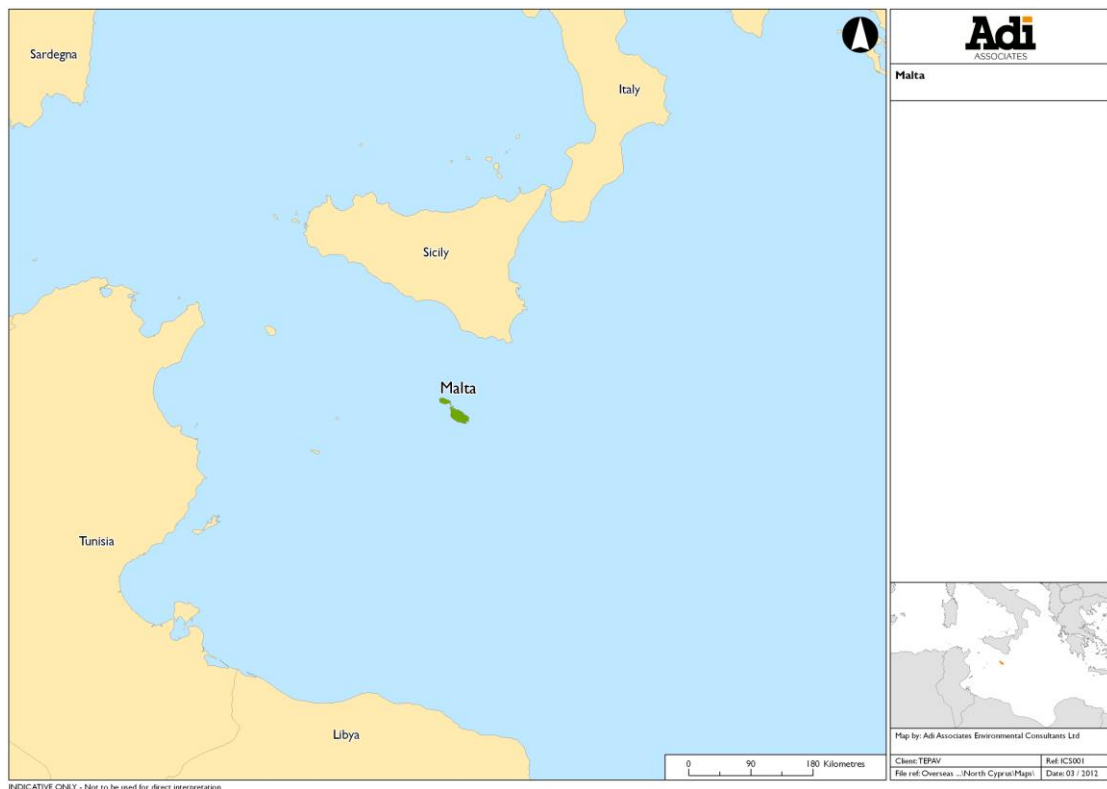 Sardegna
Italy
Sicily
Malta
Tunisia
Libya
0 90 180 Kilometres
INDICATIVE ONLY - Not to be used for direct interpretation
Adi
ASSOCIATES
Malta
Map by: Adi Associates Environmental Consultants Ltd
Client: TEPAV
Ref: ICS001
File ref: Overseas ...\North Cyprus\Maps\
Date: 03 / 2012